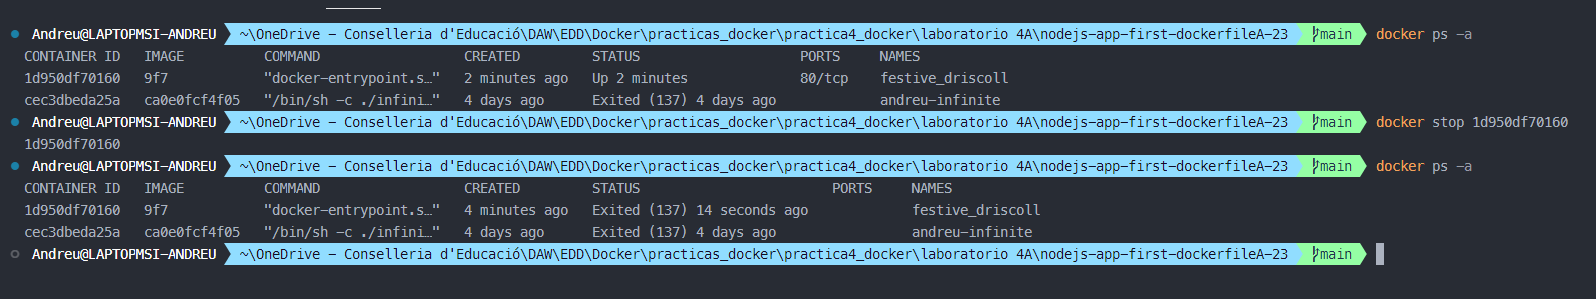 Andreu@LAPTOPMSI-ANDREU ~\OneDrive - Conselleria d'Educació\DAW\EDD\Docker\practicas_docker\practica4_docker\laboratorio 4A\nodejs-app-first-dockerfileA-23 main docker ps -a
CONTAINER ID IMAGE COMMAND CREATED STATUS PORTS NAMES
1d950df70160 9f7 "docker-entrypoint.s…" 2 minutes ago Up 2 minutes 80/tcp festive_driscoll
cec3dbeda25a ca0e0fcf4f05 "/bin/sh -c ./infini…" 4 days ago Exited (137) 4 days ago andreu-infinite
Andreu@LAPTOPMSI-ANDREU ~\OneDrive - Conselleria d'Educació\DAW\EDD\Docker\practicas_docker\practica4_docker\laboratorio 4A\nodejs-app-first-dockerfileA-23 main docker stop 1d950df70160
1d950df70160
Andreu@LAPTOPMSI-ANDREU ~\OneDrive - Conselleria d'Educació\DAW\EDD\Docker\practicas_docker\practica4_docker\laboratorio 4A\nodejs-app-first-dockerfileA-23 main docker ps -a
CONTAINER ID IMAGE COMMAND CREATED STATUS PORTS NAMES
1d950df70160 9f7 "docker-entrypoint.s…" 4 minutes ago Exited (137) 14 seconds ago festive_driscoll
cec3dbeda25a ca0e0fcf4f05 "/bin/sh -c ./infini…" 4 days ago Exited (137) 4 days ago andreu-infinite
Andreu@LAPTOPMSI-ANDREU ~\OneDrive - Conselleria d'Educació\DAW\EDD\Docker\practicas_docker\practica4_docker\laboratorio 4A\nodejs-app-first-dockerfileA-23 main